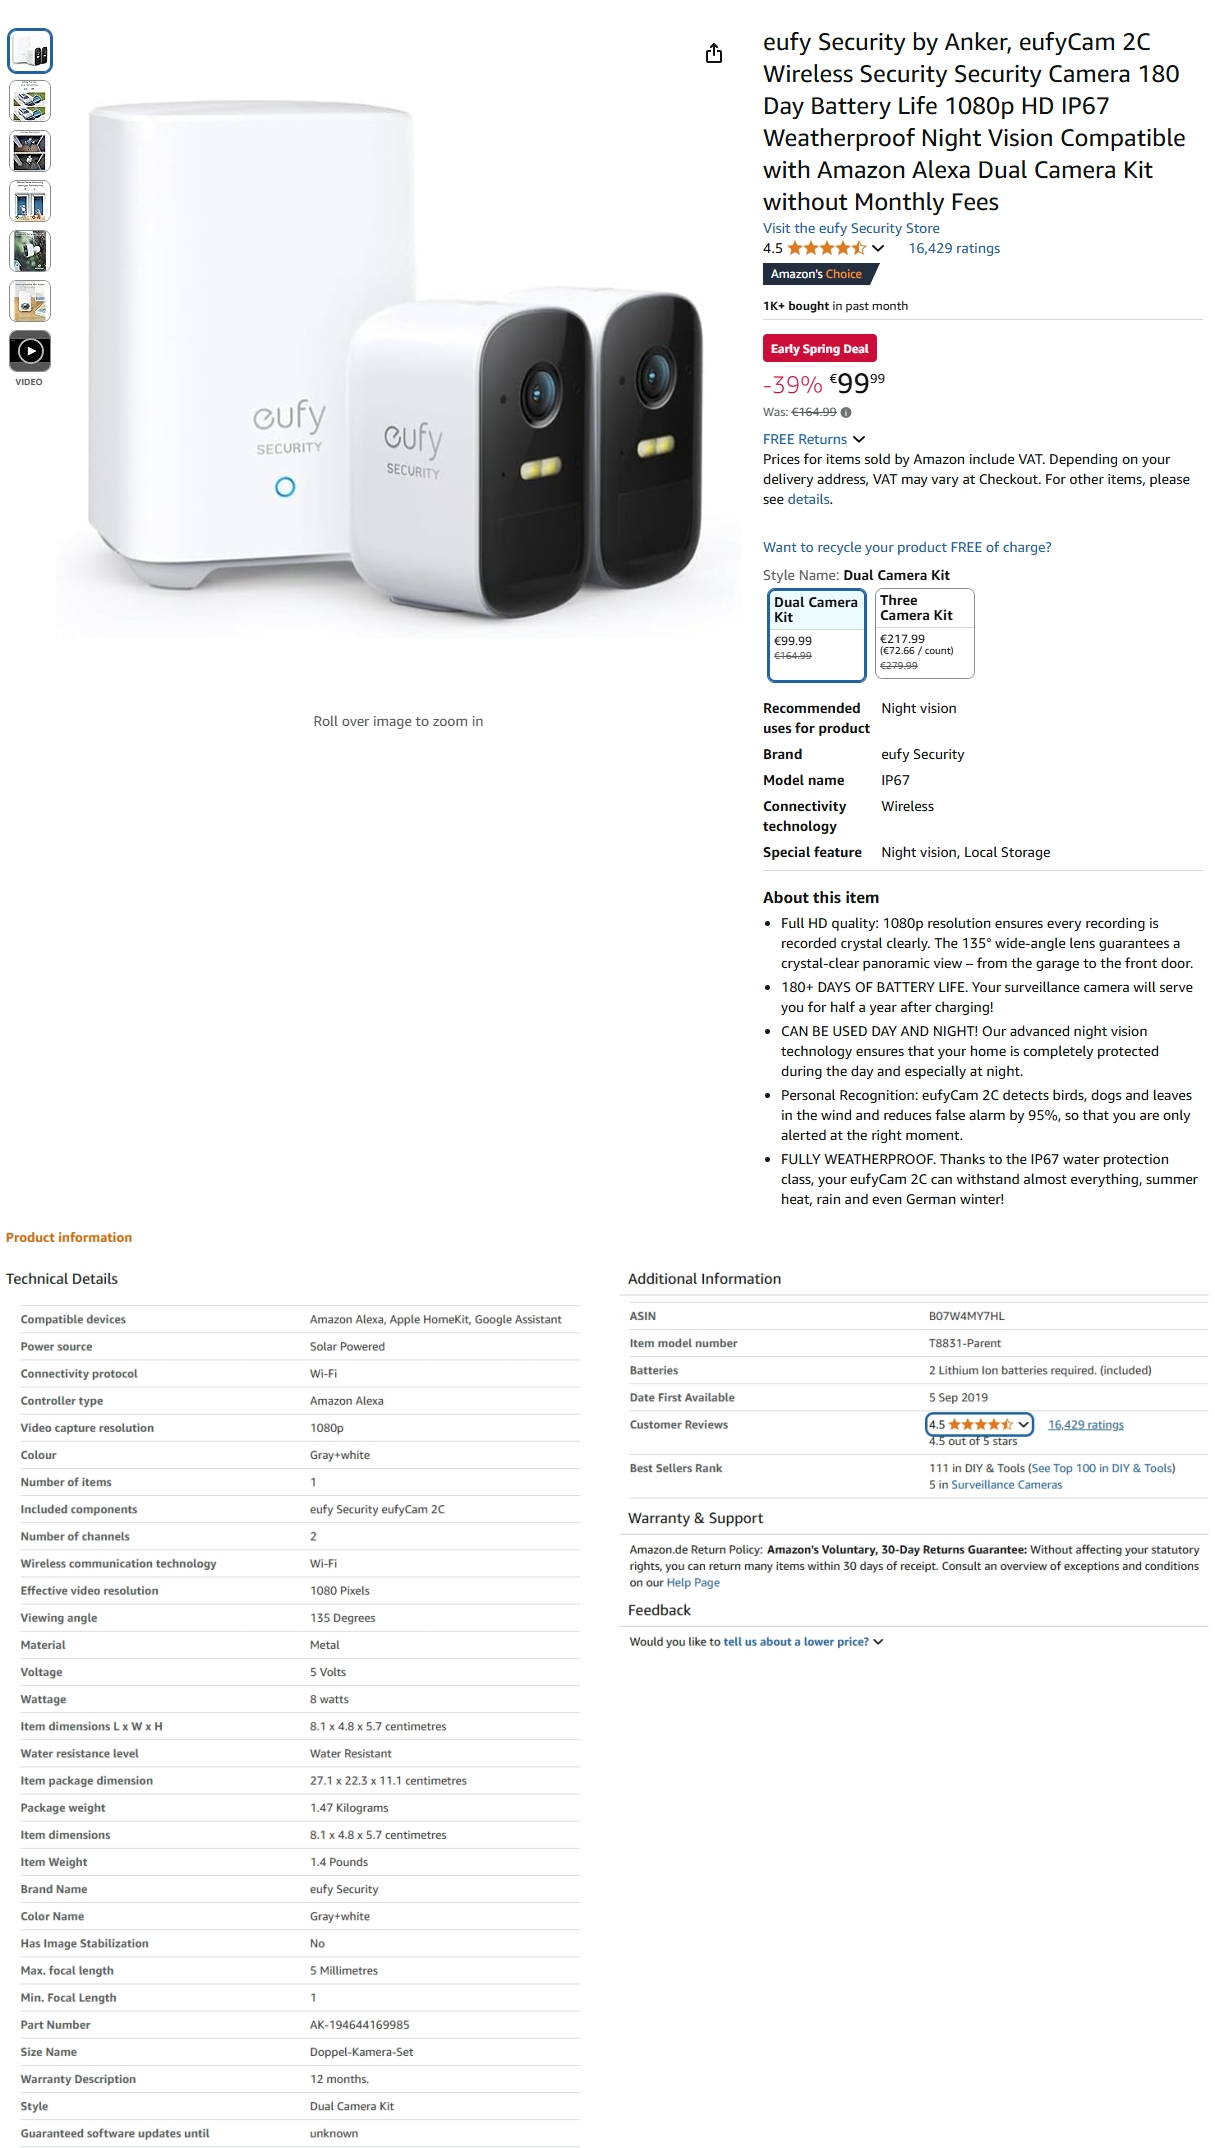 eufy Security by Anker, eufyCam 2C
Wireless Security Security Camera 180
Day Battery Life 1080p HD IP67
Weatherproof Night Vision Compatible
with Amazon Alexa Dual Camera Kit
without Monthly Fees
Visit the eufy Security Store
4.5 16,429 ratings
Amazon's Choice
1K+ bought in past month
VIDEO
eufy
SECURITY
eufy
SECURITY
Roll over image to zoom in
Early Spring Deal
-39% €9999
Was: €164.99
FREE Returns
Prices for items sold by Amazon include VAT. Depending on your
delivery address, VAT may vary at Checkout. For other items, please
see details.
Want to recycle your product FREE of charge?
Style Name: Dual Camera Kit
Dual Camera
Kit
€99.99
€164.99
Three
Camera Kit
€217.99
(€72.66 / count)
€279.99
Recommended Night vision
uses for product
Brand eufy Security
Model name IP67
Connectivity Wireless
technology
Special feature Night vision, Local Storage
About this item
• Full HD quality: 1080p resolution ensures every recording is
recorded crystal clearly. The 135° wide-angle lens guarantees a
crystal-clear panoramic view – from the garage to the front door.
• 180+ DAYS OF BATTERY LIFE. Your surveillance camera will serve
you for half a year after charging!
• CAN BE USED DAY AND NIGHT! Our advanced night vision
technology ensures that your home is completely protected
during the day and especially at night.
• Personal Recognition: eufyCam 2C detects birds, dogs and leaves
in the wind and reduces false alarm by 95%, so that you are only
alerted at the right moment.
• FULLY WEATHERPROOF. Thanks to the IP67 water protection
class, your eufyCam 2C can withstand almost everything, summer
heat, rain and even German winter!
Product information
Technical Details
Compatible devices Amazon Alexa, Apple HomeKit, Google Assistant
Power source Solar Powered
Connectivity protocol Wi-Fi
Controller type Amazon Alexa
Video capture resolution 1080p
Colour Gray+white
Number of items 1
Included components eufy Security eufyCam 2C
Number of channels 2
Wireless communication technology Wi-Fi
Effective video resolution 1080 Pixels
Viewing angle 135 Degrees
Material Metal
Voltage 5 Volts
Wattage 8 watts
Item dimensions L x W x H 8.1 x 4.8 x 5.7 centimetres
Water resistance level Water Resistant
Item package dimension 27.1 x 22.3 x 11.1 centimetres
Package weight 1.47 Kilograms
Item dimensions 8.1 x 4.8 x 5.7 centimetres
Item Weight 1.4 Pounds
Brand Name eufy Security
Color Name Gray+white
Has Image Stabilization No
Max. focal length 5 Millimetres
Min. Focal Length 1
Part Number AK-194644169985
Size Name Doppel-Kamera-Set
Warranty Description 12 months.
Style Dual Camera Kit
Guaranteed software updates until unknown
Additional Information
ASIN B07W4MY7HL
Item model number T8831-Parent
Batteries 2 Lithium Ion batteries required. (included)
Date First Available 5 Sep 2019
Customer Reviews 4.5 16,429 ratings
4.5 out of 5 stars
Best Sellers Rank 111 in DIY & Tools (See Top 100 in DIY & Tools)
5 in Surveillance Cameras
Warranty & Support
Amazon.de Return Policy: Amazon's Voluntary, 30-Day Returns Guarantee: Without affecting your statutory
rights, you can return many items within 30 days of receipt. Consult an overview of exceptions and conditions
on our Help Page
Feedback
Would you like to tell us about a lower price?